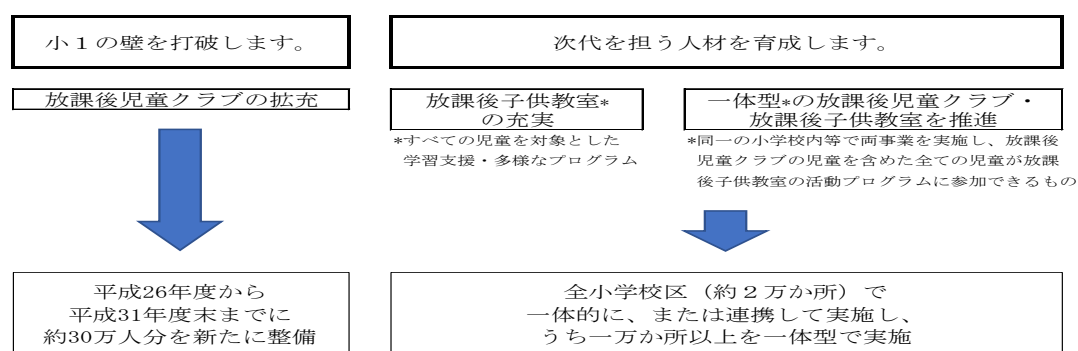 小１の壁を打破します。
次代を担う人材を育成します。
放課後児童クラブの拡充
放課後子供教室*
の充実
*すべての児童を対象とした
学習支援・多様なプログラム
一体型*の放課後児童クラブ・
放課後子供教室を推進
*同一の小学校内等で両事業を実施し、放課後
児童クラブの児童を含めた全ての児童が放課
後子供教室の活動プログラムに参加できるもの
平成26年度から
平成31年度末までに
約30万人分を新たに整備
全小学校区（約２万か所）で
一体的に、または連携して実施し、
うち一万か所以上を一体型で実施